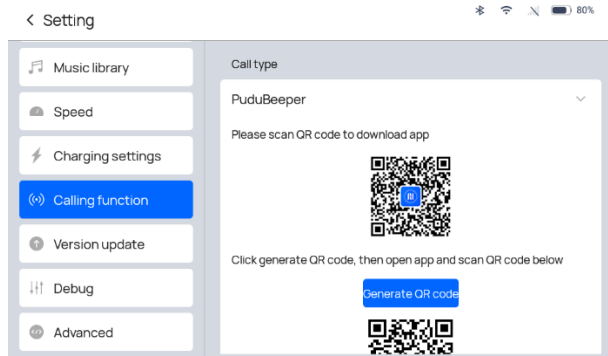 Setting
80%
Music library
Speed
Charging settings
Calling function
Version update
Debug
Advanced
Call type
PuduBeeper
Please scan QR code to download app
Click generate QR code, then open app and scan QR code below
Generate QR code